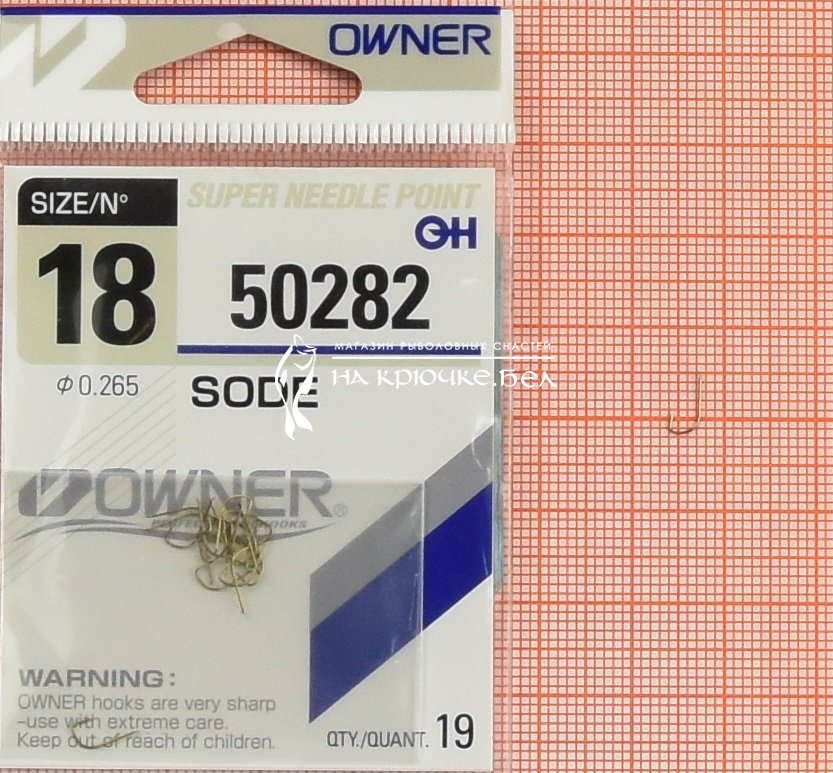 OWNER
SIZE/Nº
SUPER NEEDLE POINT
18
50282
МАГАЗИН РЫБОЛОВНЫХ СНАСТЕЙ
НА КРЮЧКЕ.БЕЛ
Φ 0.265
SODE
OWNER®
WARNING:
OWNER hooks are very sharp
-use with extreme care.
Keep out of reach of children.
QTY./QUANT. 19